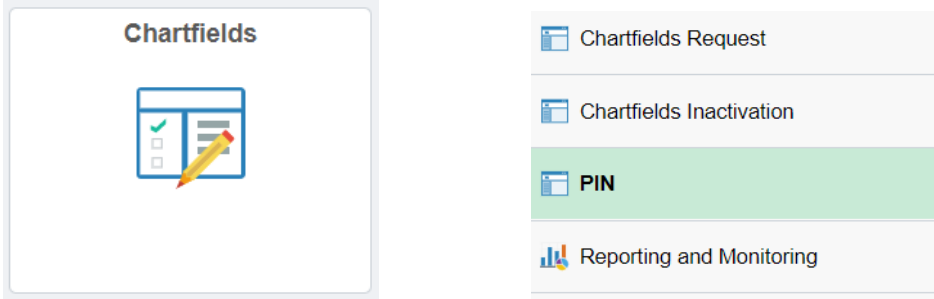 Chartfields
Chartfields Request
Chartfields Inactivation
PIN
Reporting and Monitoring